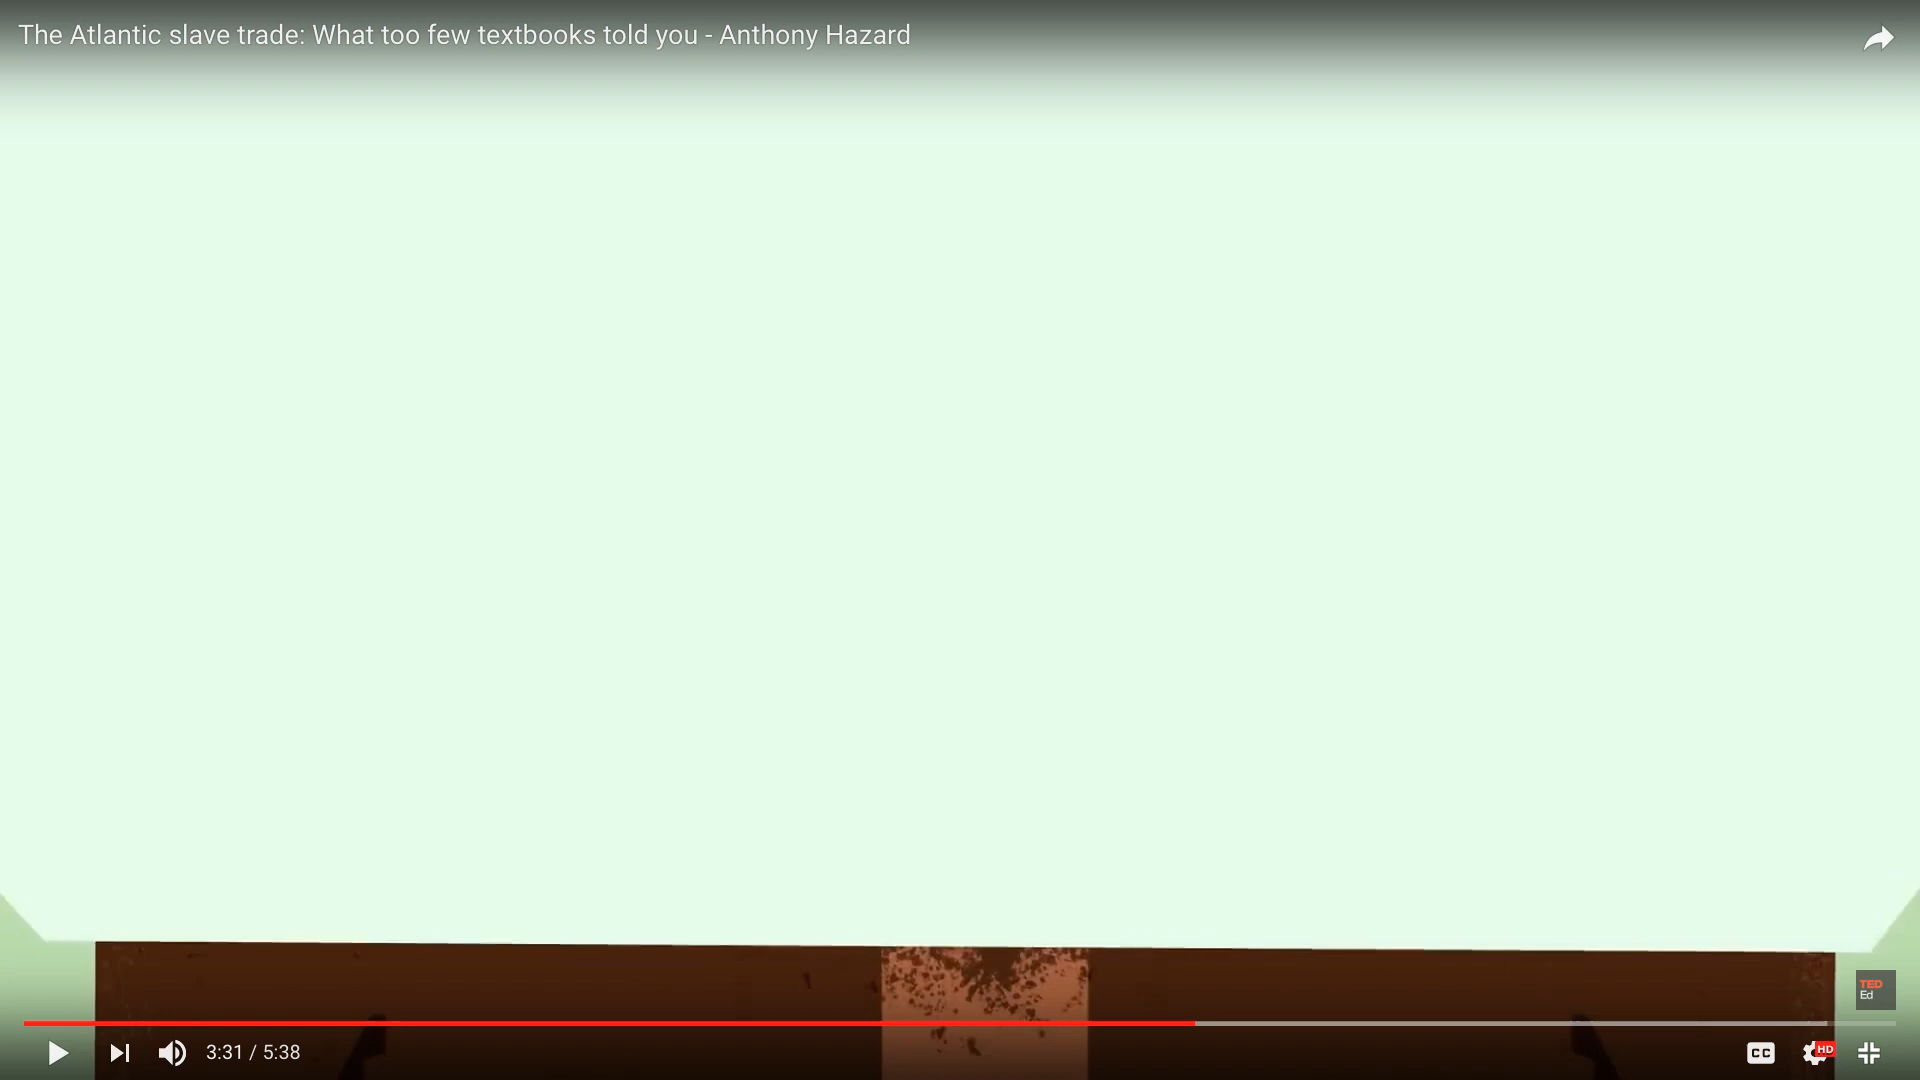 The Atlantic slave trade: What too few textbooks told you - Anthony Hazard
TED
Ed
3:31 / 5:38
CC
HD